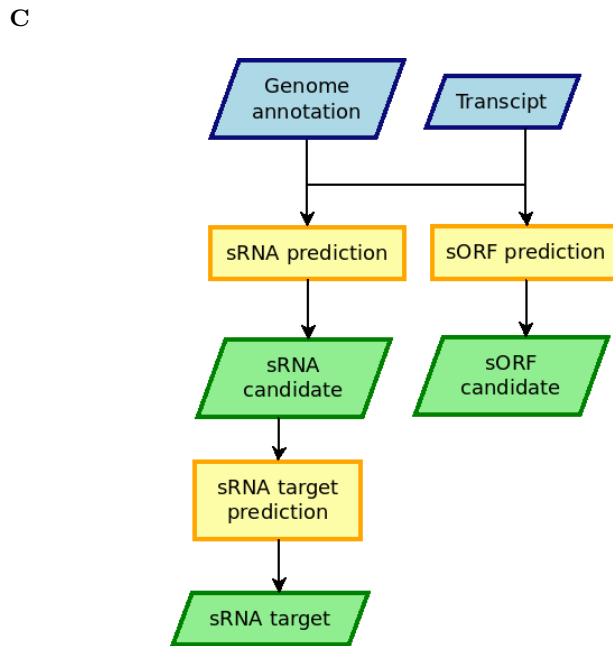 C
Genome
annotation
Transcipt
sRNA prediction
sORF prediction
sRNA
candidate
sORF
candidate
sRNA target
prediction
sRNA target